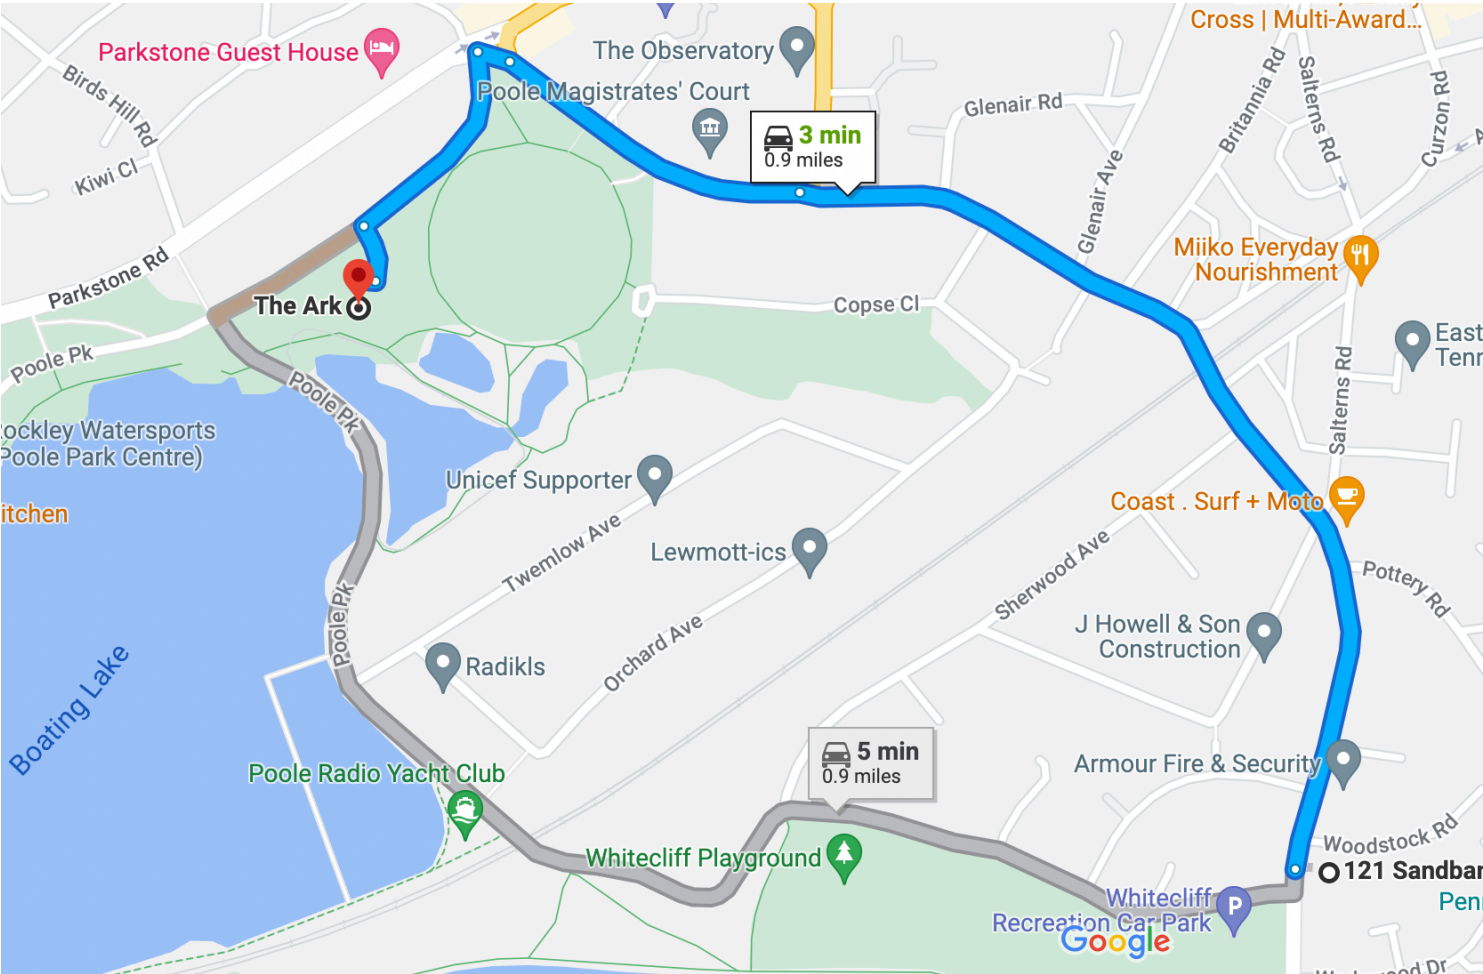 Cross | Multi-Award...
Parkstone Guest House
The Observatory
Birds Hill Rd
Poole Magistrates' Court
Glenair Rd
Britannia Rd
Salterns Rd
Curzon Rd
3 min
0.9 miles
Kiwi Cl
Glenair Ave
Miiko Everyday
Nourishment
Parkstone Rd
The Ark
Copse Cl
East
Tenn
Poole Pk
Poole Pk
Salterns Rd
ockley Watersports
Poole Park Centre)
Unicef Supporter
itchen
Coast . Surf + Moto
Twemlow Ave
Lewmott-ics
Sherwood Ave
Pottery Rd
Poole Pk
J Howell & Son
Construction
Orchard Ave
Radikls
Boating Lake
5 min
0.9 miles
Poole Radio Yacht Club
Armour Fire & Security
Woodstock Rd
Whitecliff Playground
121 Sandban
Whitecliff
Recreation Car Park
P
Pen
Google